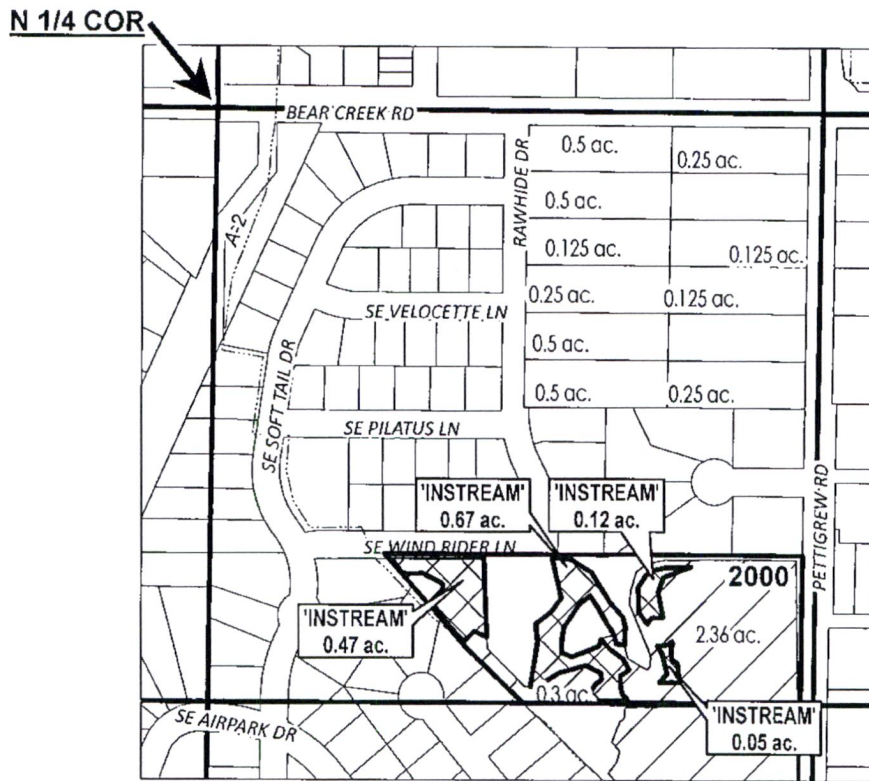 N 1/4 COR
BEAR CREEK RD
RAWHIDE DR
0.5 ac.
0.25 ac.
0.5 ac.
A=2
0.125 ac.
0.125 ac.
0.25 ac.
0.125 ac.
SE VELOCETTE LN
0.5 ac.
SE SOFT TAIL DR
0.5 ac.
0.25 ac.
SE PILATUS LN
PETTIGREW RD
'INSTREAM'
0.67 ac.
'INSTREAM'
0.12 ac.
SE WIND RIDER LN
2000
'INSTREAM'
0.47 ac.
2.36 ac.
0.3 ac.
SE AIRPARK DR
'INSTREAM'
0.05 ac.